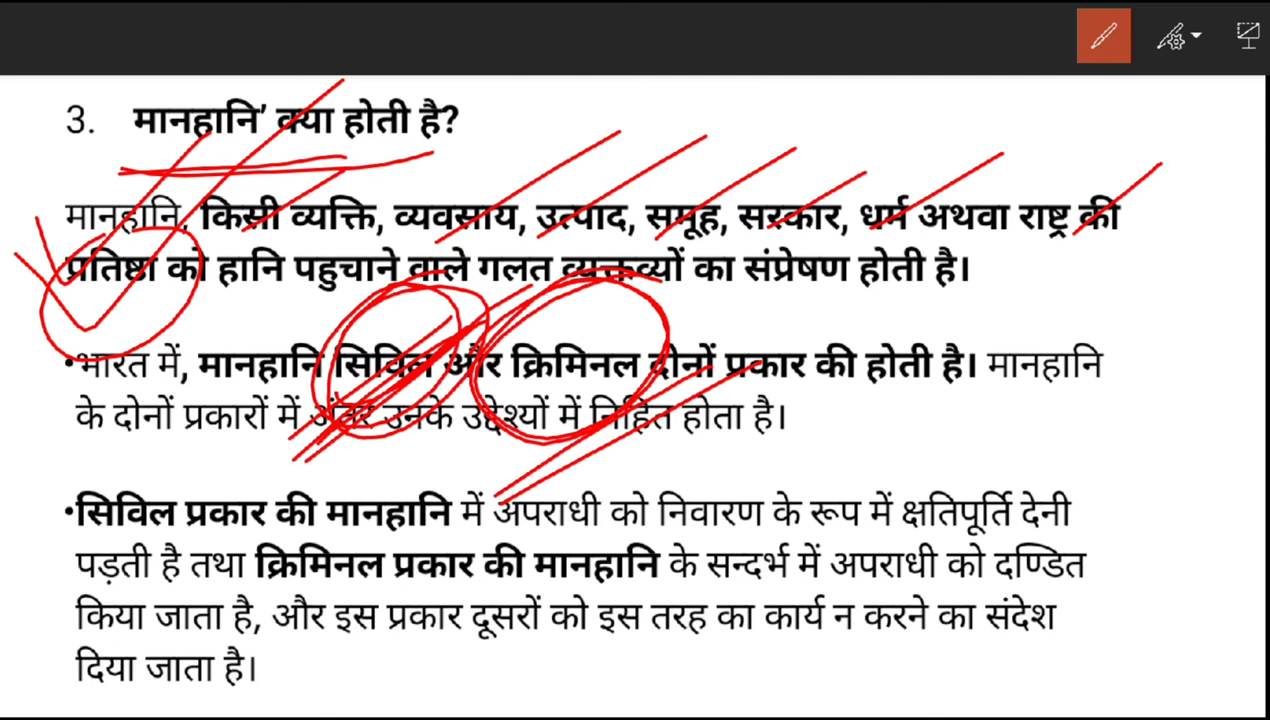 3. मानहानि’ क्या होती है?
मानहानि, किसी व्यक्ति, व्यवसाय, उत्पाद, समूह, सरकार, धर्म अथवा राष्ट्र की
प्रतिष्ठा को हानि पहुचाने वाले गलत व्यक्तव्यों का संप्रेषण होती है।
•भारत में, मानहानि सिविल और क्रिमिनल दोनों प्रकार की होती है। मानहानि
के दोनों प्रकारों में अंतर उनके उद्देश्यों में निहित होता है।
•सिविल प्रकार की मानहानि में अपराधी को निवारण के रूप में क्षतिपूर्ति देनी
पड़ती है तथा क्रिमिनल प्रकार की मानहानि के सन्दर्भ में अपराधी को दण्डित
किया जाता है, और इस प्रकार दूसरों को इस तरह का कार्य न करने का संदेश
दिया जाता है।